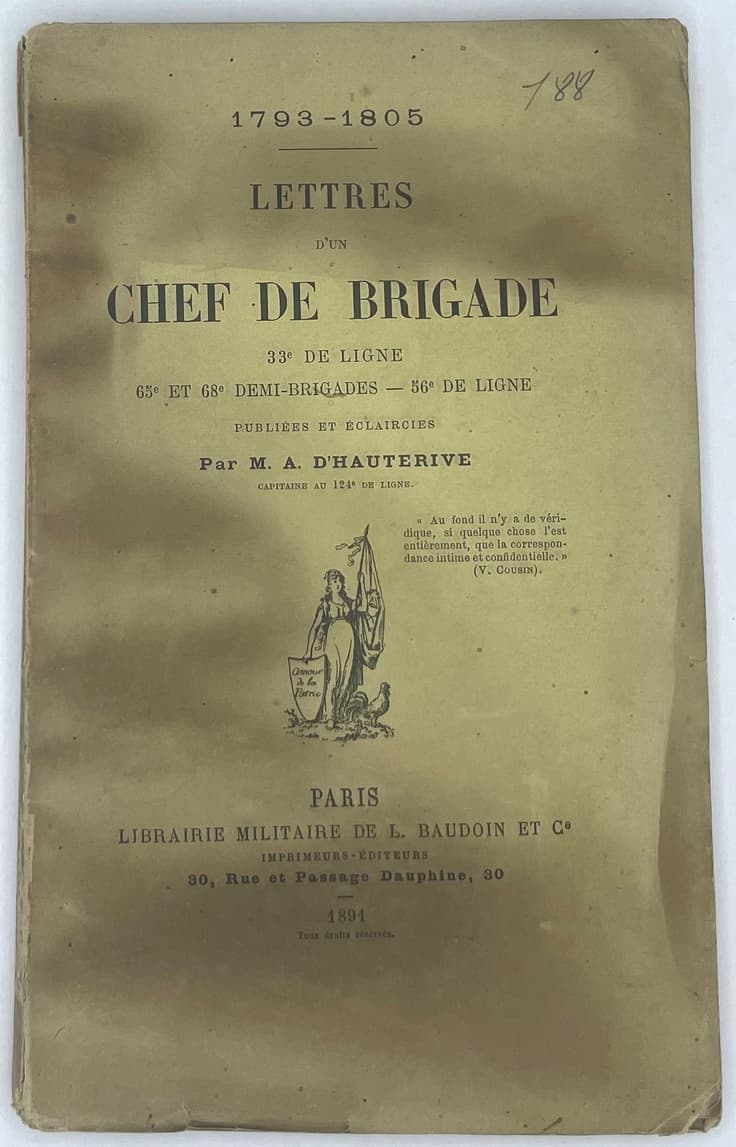 188
1793-1805
LETTRES
D'UN
CHEF DE BRIGADE
33e DE LIGNE
65e ET 68e DEMI-BRIGADES — 56e DE LIGNE
PUBLIÉES ET ÉCLAIRCIES
Par M. A. D'HAUTERIVE
CAPITAINE AU 124e DE LIGNE.
« Au fond il n'y a de véri-
dique, si quelque chose l'est
entièrement, que la correspon-
dance intime et confidentielle. »
(V. COUSIN).
Amour
de la
Patrie
PARIS
LIBRAIRIE MILITAIRE DE L. BAUDOIN ET Ce
IMPRIMEURS-ÉDITEURS
30, Rue et Passage Dauphine, 30
1891
Tous droits réservés.